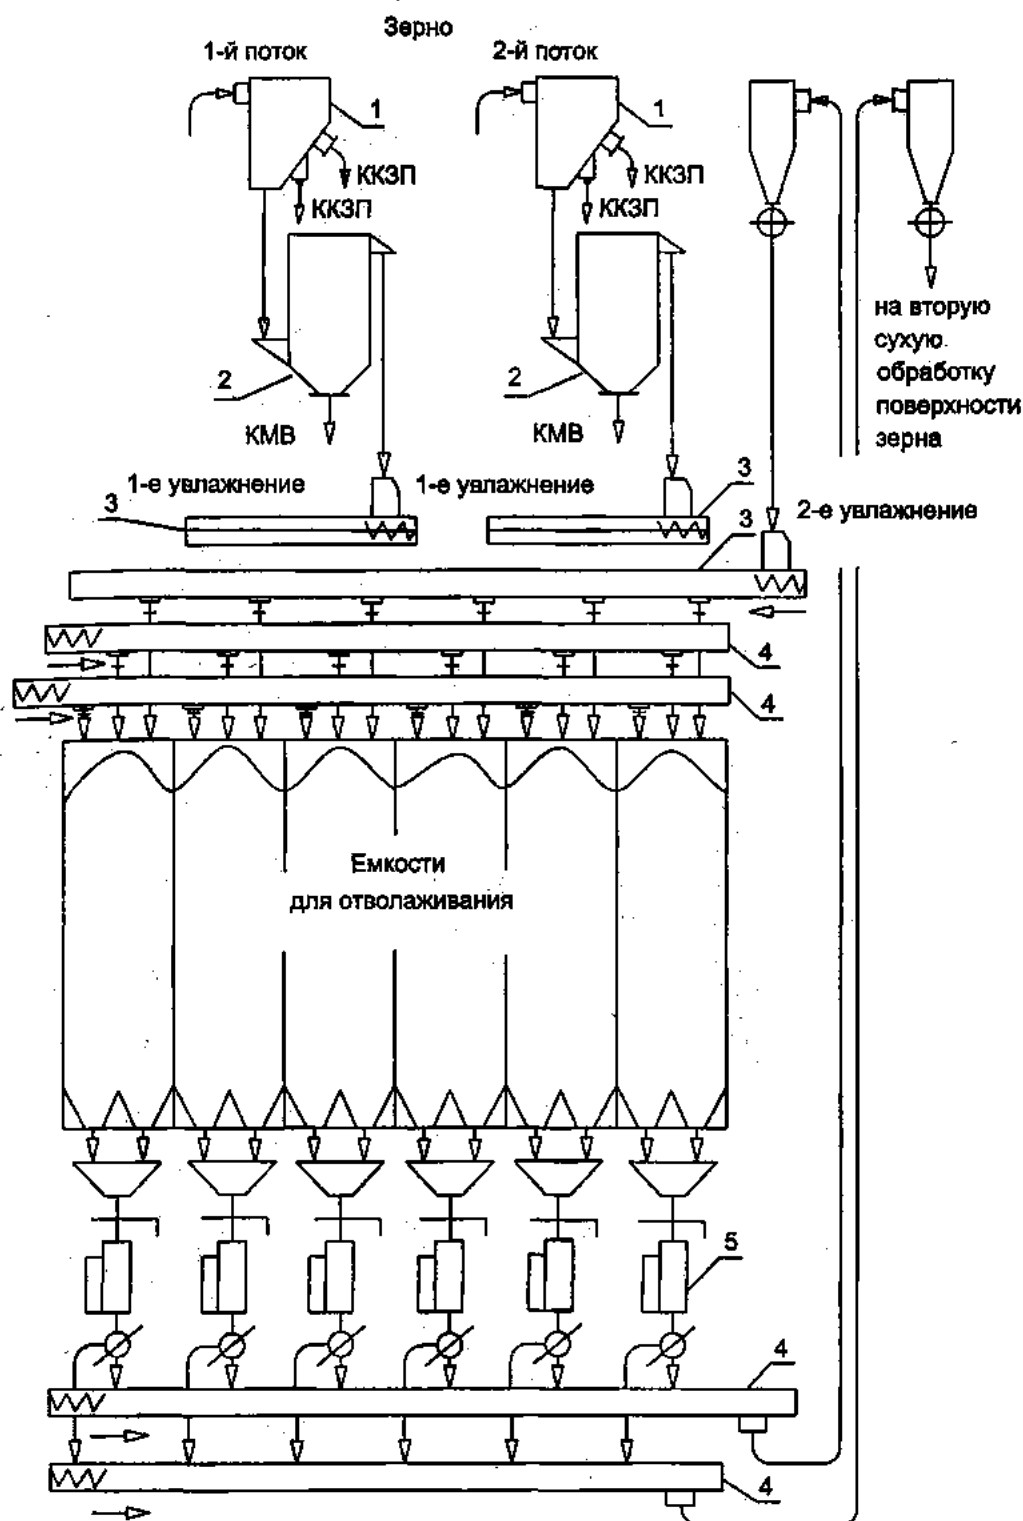 Зерно
1-й поток
2-й поток
1
1
ККЗП
ККЗП
ККЗП
ККЗП
на вторую
сухую
обработку
поверхности
зерна
2
2
КМВ
КМВ
1-е увлажнение
1-е увлажнение
3
3
2-е увлажнение
3
4
4
Емкости
для отволаживания
5
4
4